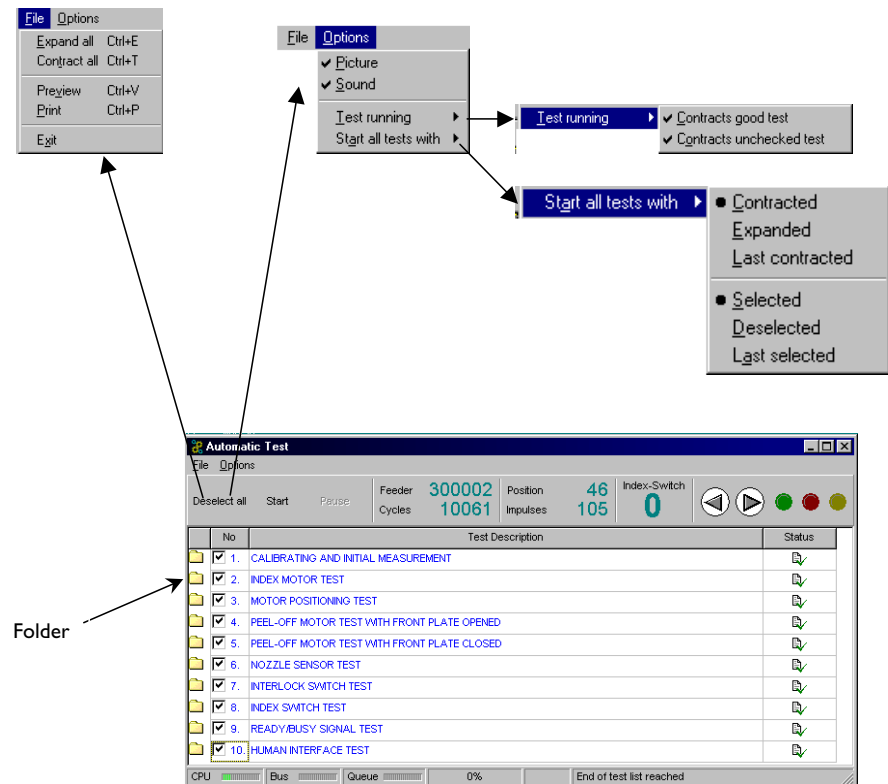 File Options
Expand all Ctrl+E
Contract all Ctrl+T
Preview Ctrl+V
Print Ctrl+P
Exit
File Options
✔ Picture
✔ Sound
Test running
Start all tests with
Test running
✔ Contracts good test
✔ Contracts unchecked test
Start all tests with
● Contracted
Expanded
Last contracted
● Selected
Deselected
Last selected
Automatic Test
File Options
Deselect all Start Pause
Feeder 300002 Position 46 Index-Switch
Cycles 10061 Impulses 105 0
No Test Description Status
1. CALIBRATING AND INITIAL MEASUREMENT
2. INDEX MOTOR TEST
3. MOTOR POSITIONING TEST
4. PEEL-OFF MOTOR TEST WITH FRONT PLATE OPENED
5. PEEL-OFF MOTOR TEST WITH FRONT PLATE CLOSED
6. NOZZLE SENSOR TEST
7. INTERLOCK SWITCH TEST
8. INDEX SWITCH TEST
9. READY/BUSY SIGNAL TEST
10. HUMAN INTERFACE TEST
Folder
CPU Bus Queue 0% End of test list reached